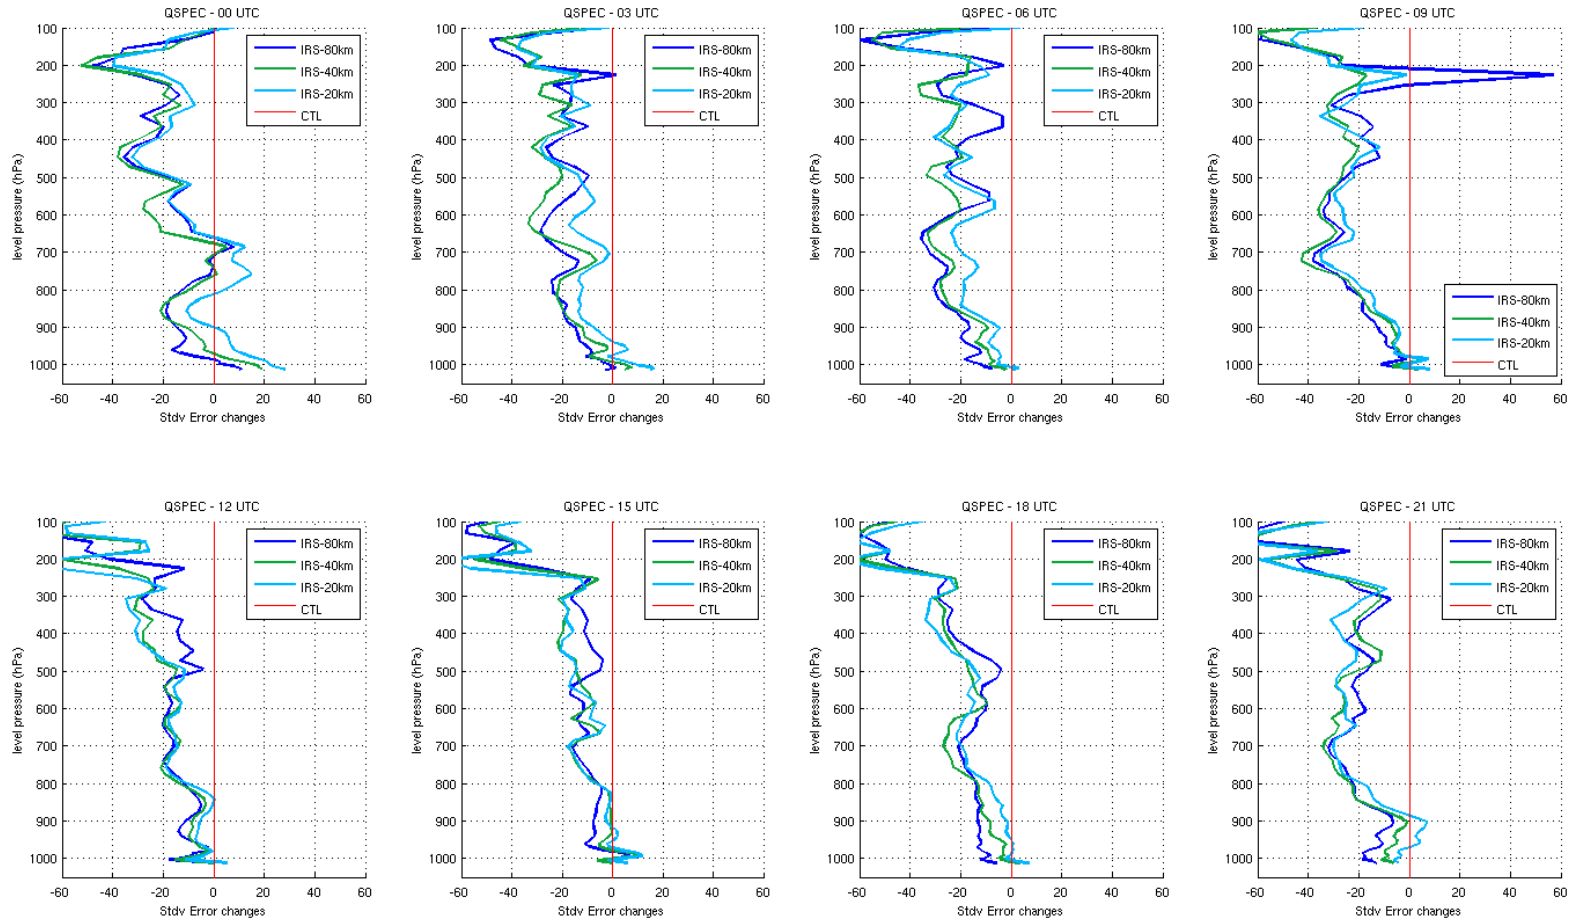 QSPEC - 00 UTC
level pressure (hPa)
100
200
300
400
500
600
700
800
900
1000
-60
-40
-20
0
20
40
60
Stdv Error changes
IRS-80km
IRS-40km
IRS-20km
CTL
QSPEC - 03 UTC
level pressure (hPa)
100
200
300
400
500
600
700
800
900
1000
-60
-40
-20
0
20
40
60
Stdv Error changes
IRS-80km
IRS-40km
IRS-20km
CTL
QSPEC - 06 UTC
level pressure (hPa)
100
200
300
400
500
600
700
800
900
1000
-60
-40
-20
0
20
40
60
Stdv Error changes
IRS-80km
IRS-40km
IRS-20km
CTL
QSPEC - 09 UTC
level pressure (hPa)
100
200
300
400
500
600
700
800
900
1000
-60
-40
-20
0
20
40
60
Stdv Error changes
IRS-80km
IRS-40km
IRS-20km
CTL
QSPEC - 12 UTC
level pressure (hPa)
100
200
300
400
500
600
700
800
900
1000
-60
-40
-20
0
20
40
60
Stdv Error changes
IRS-80km
IRS-40km
IRS-20km
CTL
QSPEC - 15 UTC
level pressure (hPa)
100
200
300
400
500
600
700
800
900
1000
-60
-40
-20
0
20
40
60
Stdv Error changes
IRS-80km
IRS-40km
IRS-20km
CTL
QSPEC - 18 UTC
level pressure (hPa)
100
200
300
400
500
600
700
800
900
1000
-60
-40
-20
0
20
40
60
Stdv Error changes
IRS-80km
IRS-40km
IRS-20km
CTL
QSPEC - 21 UTC
level pressure (hPa)
100
200
300
400
500
600
700
800
900
1000
-60
-40
-20
0
20
40
60
Stdv Error changes
IRS-80km
IRS-40km
IRS-20km
CTL